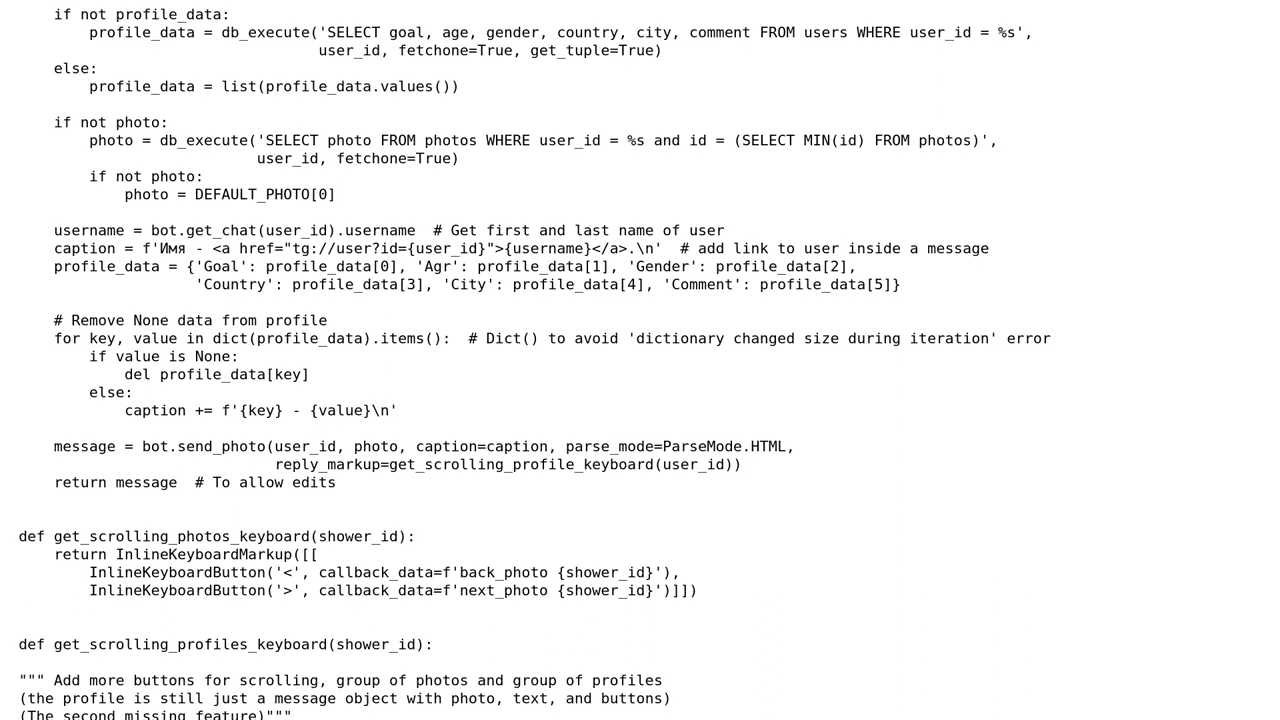 if not profile_data:
profile_data = db_execute('SELECT goal, age, gender, country, city, comment FROM users WHERE user_id = %s',
user_id, fetchone=True, get_tuple=True)
else:
profile_data = list(profile_data.values())
if not photo:
photo = db_execute('SELECT photo FROM photos WHERE user_id = %s and id = (SELECT MIN(id) FROM photos)',
user_id, fetchone=True)
if not photo:
photo = DEFAULT_PHOTO[0]
username = bot.get_chat(user_id).username  # Get first and last name of user
caption = f'Имя - <a href="tg://user?id={user_id}">{username}</a>.\n'  # add link to user inside a message
profile_data = {'Goal': profile_data[0], 'Agr': profile_data[1], 'Gender': profile_data[2],
'Country': profile_data[3], 'City': profile_data[4], 'Comment': profile_data[5]}
# Remove None data from profile
for key, value in dict(profile_data).items():  # Dict() to avoid 'dictionary changed size during iteration' error
if value is None:
del profile_data[key]
else:
caption += f'{key} - {value}\n'
message = bot.send_photo(user_id, photo, caption=caption, parse_mode=ParseMode.HTML,
reply_markup=get_scrolling_profile_keyboard(user_id))
return message  # To allow edits
def get_scrolling_photos_keyboard(shower_id):
return InlineKeyboardMarkup([[
InlineKeyboardButton('<', callback_data=f'back_photo {shower_id}'),
InlineKeyboardButton('>', callback_data=f'next_photo {shower_id}')]])
def get_scrolling_profiles_keyboard(shower_id):
""" Add more buttons for scrolling, group of photos and group of profiles
(the profile is still just a message object with photo, text, and buttons)
(The second missing feature)"""